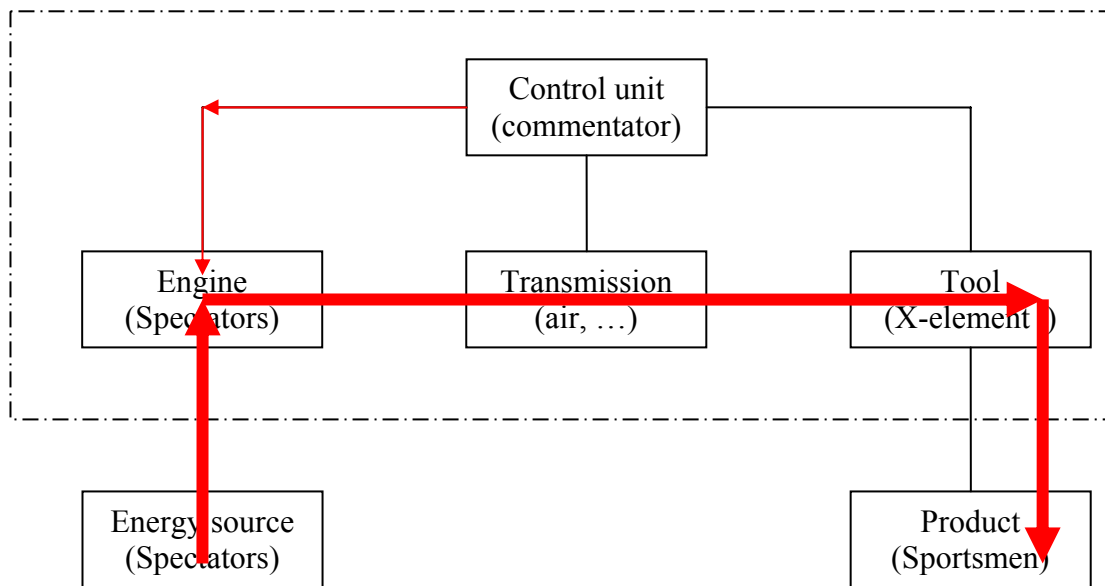 Control unit
(commentator)
Engine
(Spectators)
Transmission
(air, …)
Tool
(X-element )
Energy source
(Spectators)
Product
(Sportsmen)